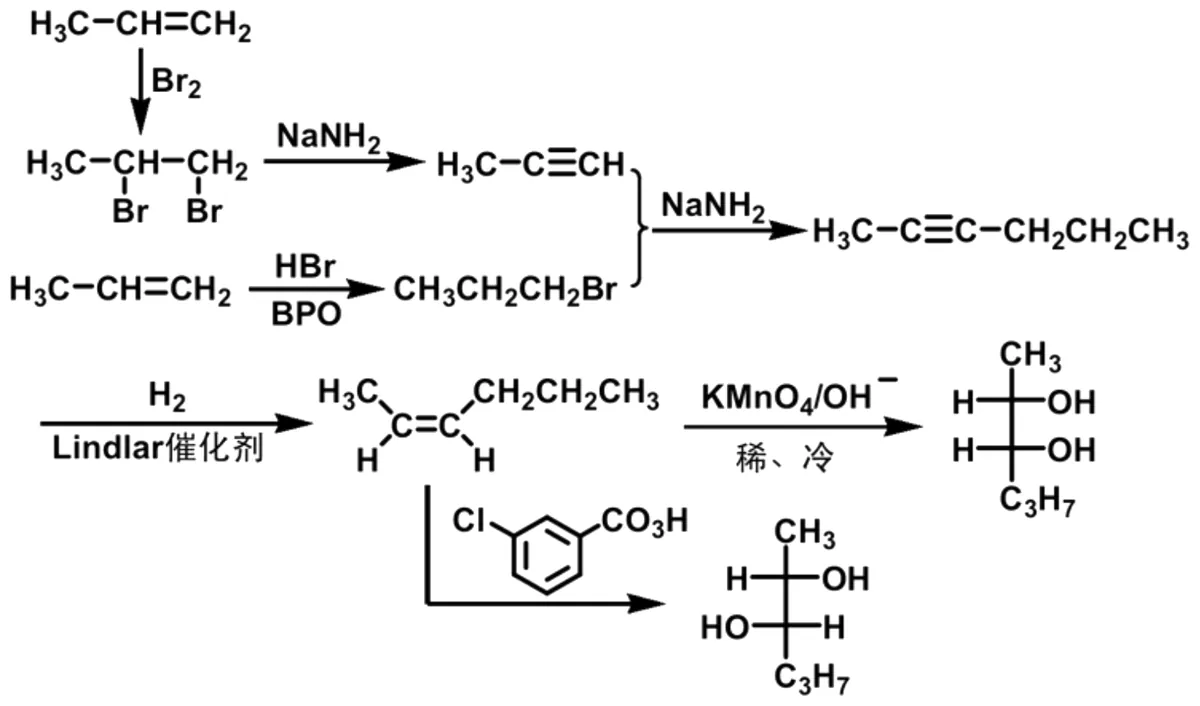 H₃C-CH=CH₂
Br₂
H₃C-CH-CH₂
Br Br
NaNH₂
H₃C-C≡CH
H₃C-CH=CH₂
HBr
BPO
CH₃CH₂CH₂Br
NaNH₂
H₃C-C≡C-CH₂CH₂CH₃
H₂
Lindlar催化剂
H₃C CH₂CH₂CH₃
C=C
H H
KMnO₄/OH⁻
稀、冷
CH₃
H OH
H OH
C₃H₇
Cl CO₃H
CH₃
H OH
HO H
C₃H₇